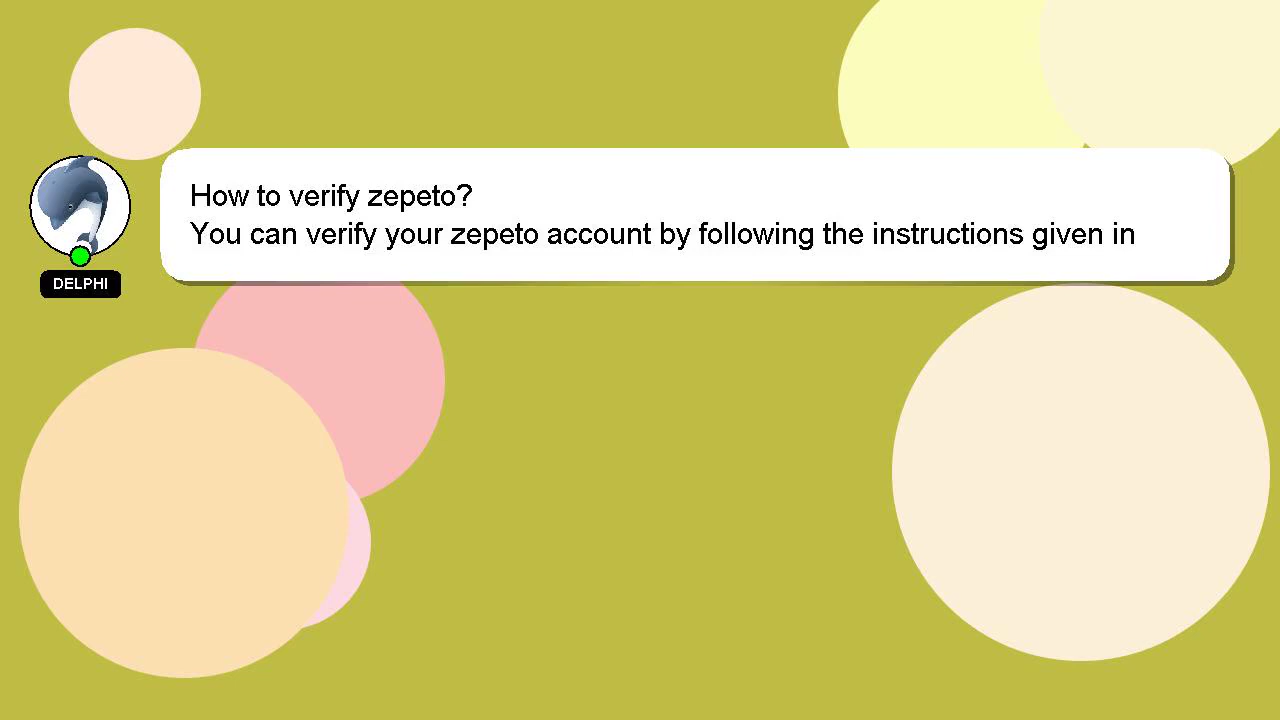 How to verify zepeto?
You can verify your zepeto account by following the instructions given in
DELPHI